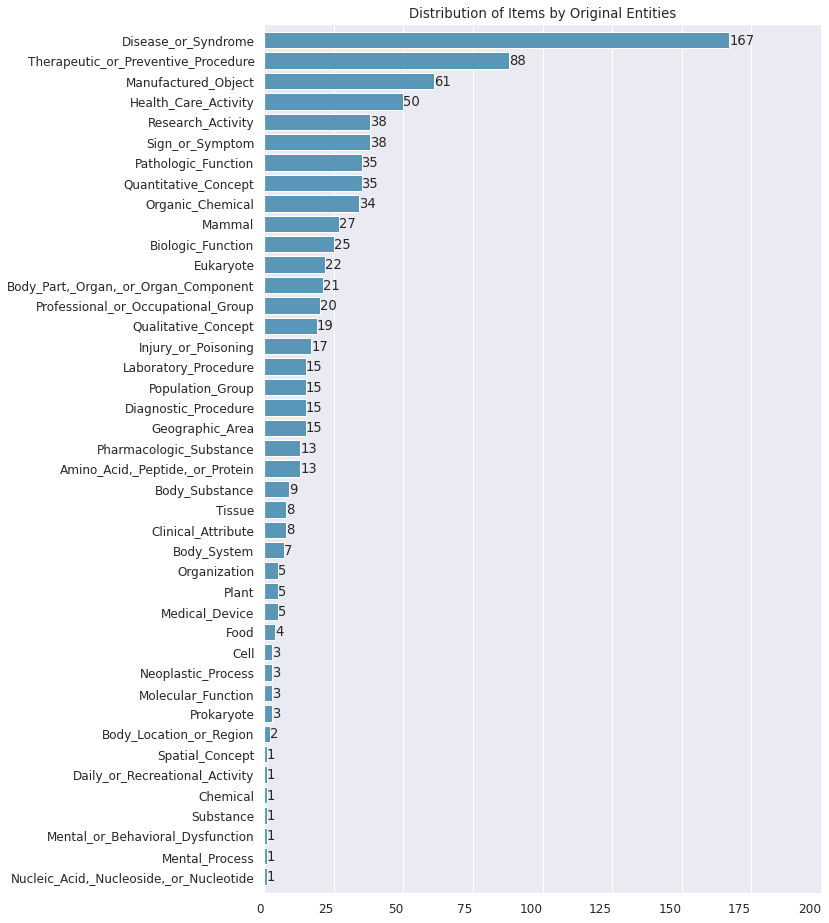 Distribution of Items by Original Entities
Disease_or_Syndrome 167
Therapeutic_or_Preventive_Procedure 88
Manufactured_Object 61
Health_Care_Activity 50
Research_Activity 38
Sign_or_Symptom 38
Pathologic_Function 35
Quantitative_Concept 35
Organic_Chemical 34
Mammal 27
Biologic_Function 25
Eukaryote 22
Body_Part,_Organ,_or_Organ_Component 21
Professional_or_Occupational_Group 20
Qualitative_Concept 19
Injury_or_Poisoning 17
Laboratory_Procedure 15
Population_Group 15
Diagnostic_Procedure 15
Geographic_Area 15
Pharmacologic_Substance 13
Amino_Acid,_Peptide,_or_Protein 13
Body_Substance 9
Tissue 8
Clinical_Attribute 8
Body_System 7
Organization 5
Plant 5
Medical_Device 5
Food 4
Cell 3
Neoplastic_Process 3
Molecular_Function 3
Prokaryote 3
Body_Location_or_Region 2
Spatial_Concept 1
Daily_or_Recreational_Activity 1
Chemical 1
Substance 1
Mental_or_Behavioral_Dysfunction 1
Mental_Process 1
Nucleic_Acid,_Nucleoside,_or_Nucleotide 1
0 25 50 75 100 125 150 175 200